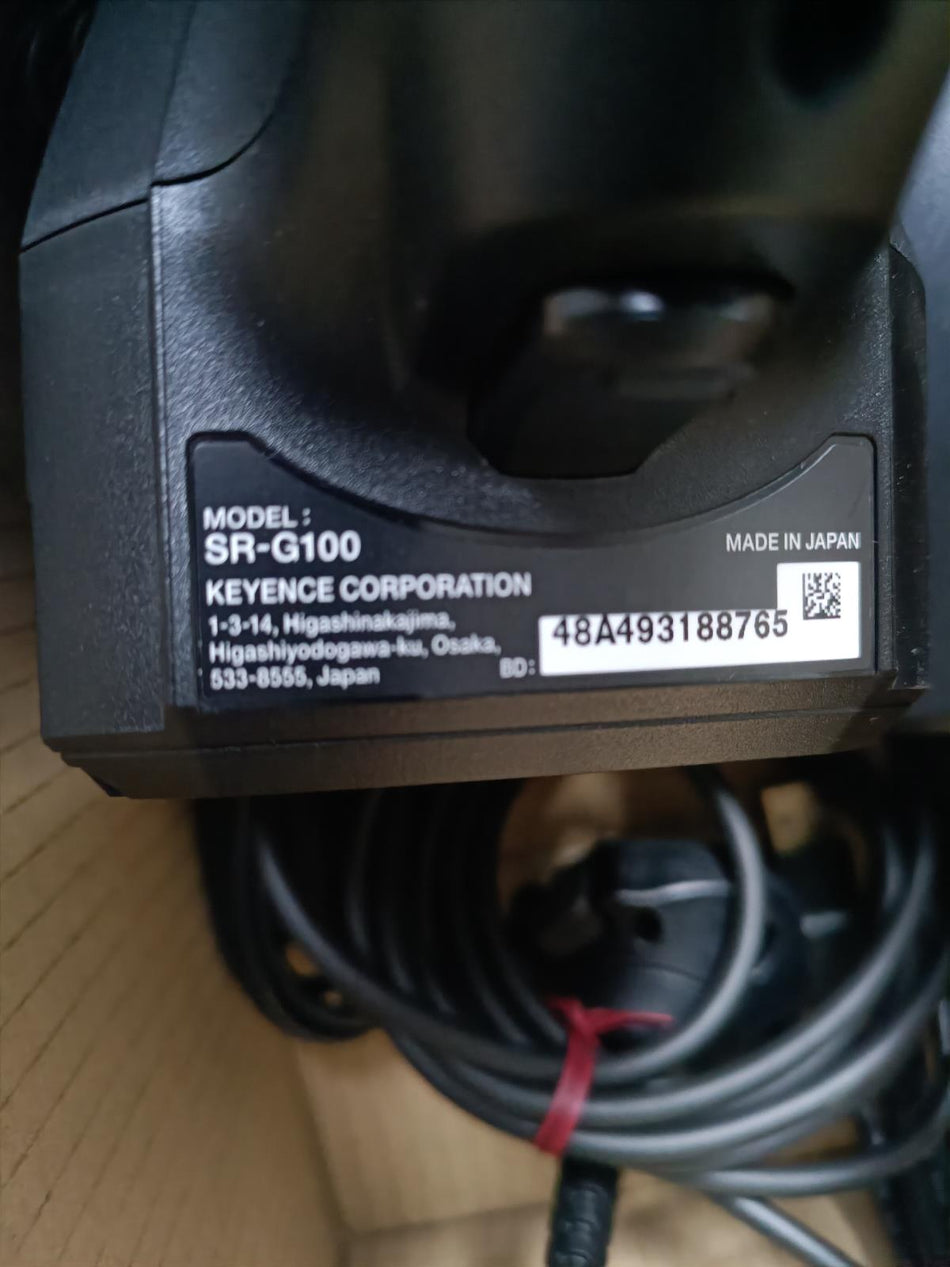 MODEL :
SR-G100
MADE IN JAPAN
KEYENCE CORPORATION
1-3-14, Higashinakajima,
Higashiyodogawa-ku, Osaka,
533-8555, Japan
BD: 48A493188765